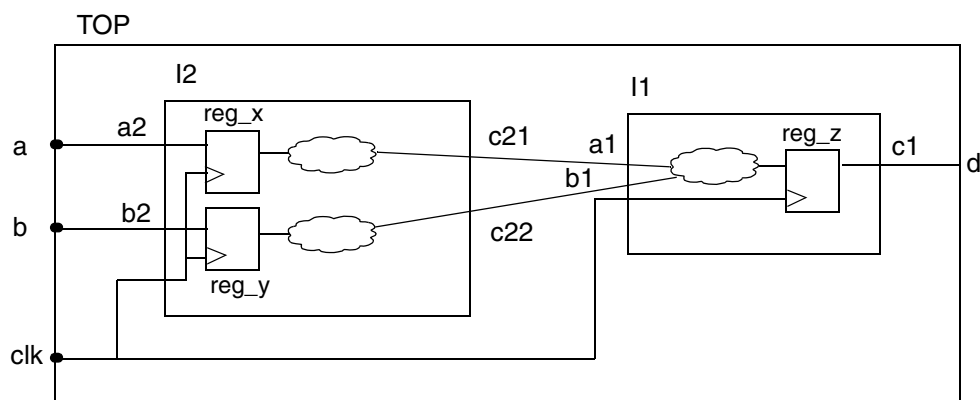 TOP
I2
I1
reg_x
a2
a
c21
a1
reg_z
c1
d
b1
b2
b
c22
reg_y
clk